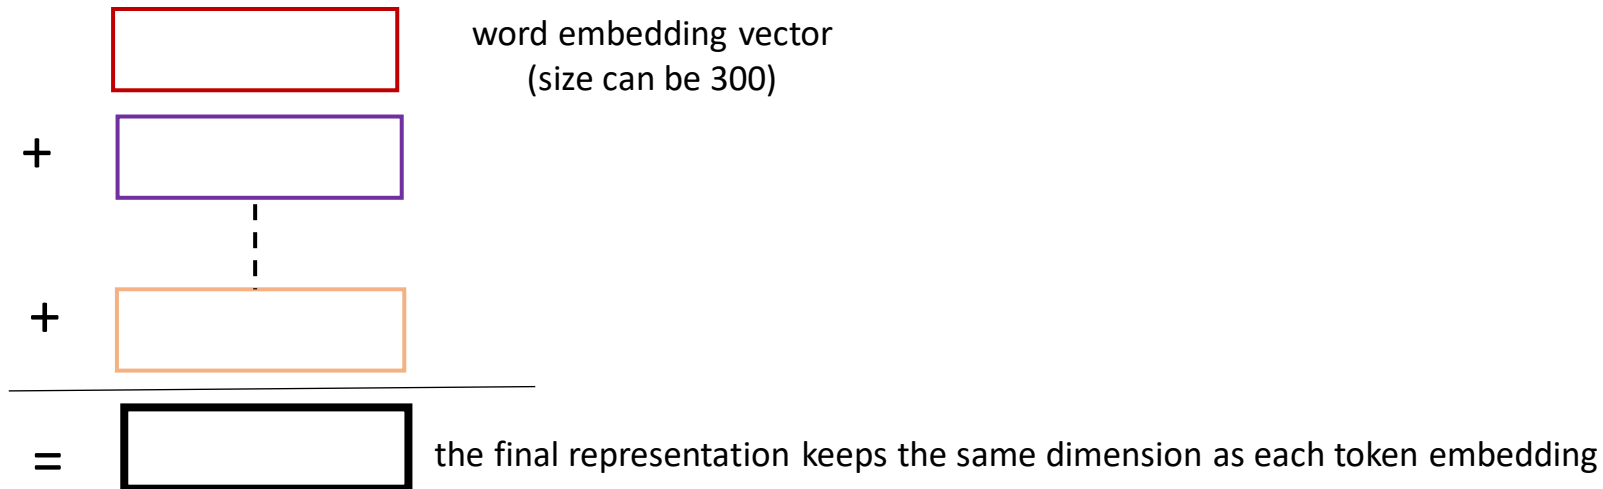 word embedding vector
(size can be 300)
+
+
=
the final representation keeps the same dimension as each token embedding